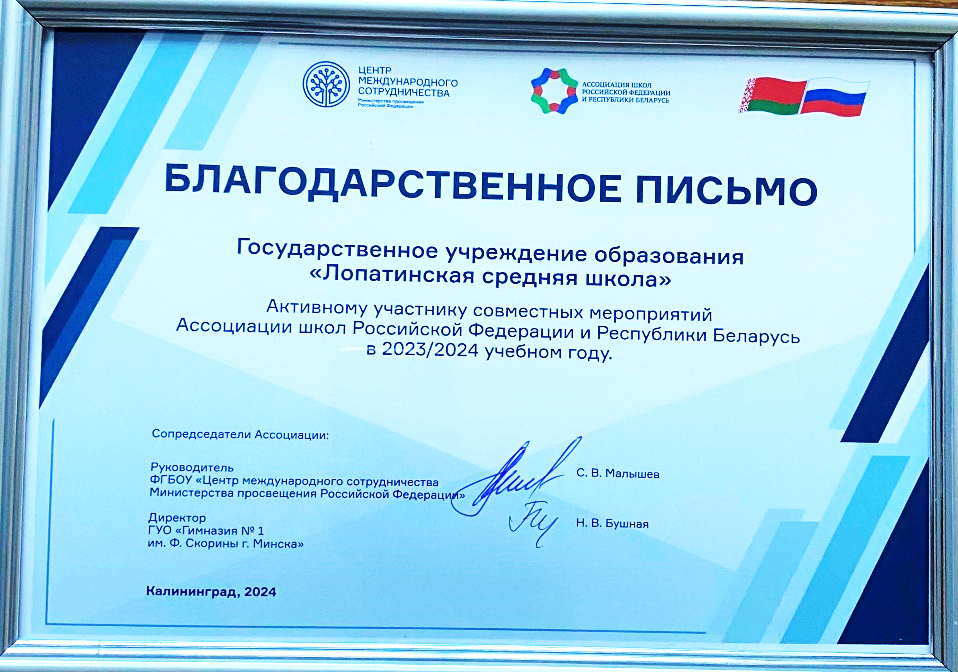 ЦЕНТР
МЕЖДУНАРОДНОГО
СОТРУДНИЧЕСТВА
Министерства просвещения
Российской Федерации
АССОЦИАЦИЯ ШКОЛ
РОССИЙСКОЙ ФЕДЕРАЦИИ
И РЕСПУБЛИКИ БЕЛАРУСЬ
БЛАГОДАРСТВЕННОЕ ПИСЬМО
Государственное учреждение образования
«Лопатинская средняя школа»
Активному участнику совместных мероприятий
Ассоциации школ Российской Федерации и Республики Беларусь
в 2023/2024 учебном году.
Сопредседатели Ассоциации:
Руководитель
ФГБОУ «Центр международного сотрудничества
Министерства просвещения Российской Федерации»
С. В. Малышев
Директор
ГУО «Гимназия № 1
им. Ф. Скорины г. Минска»
Н. В. Бушная
Калининград, 2024